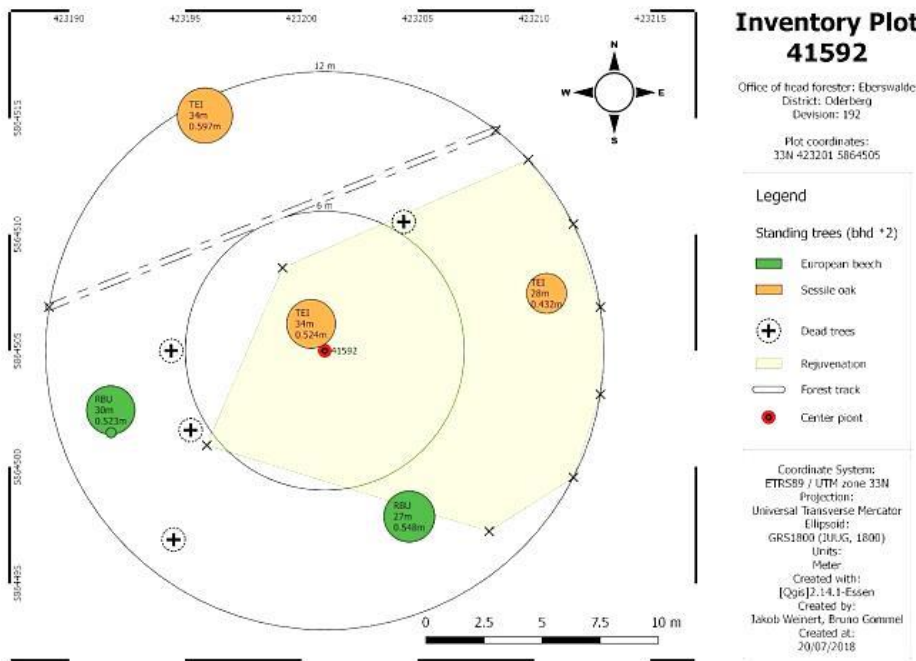 423190 423195 423200 423205 423210 423215
12 m
TEI
34m
0.597m
N
W E
S
5864515
6 m
5864510
TEI
28m
0.432m
TEI
34m
0.524m
5864505
41592
RBU
30m
0.523m
5864500
RBU
27m
0.548m
5864495
0 2.5 5 7.5 10 m
Inventory Plot
41592
Office of head forester: Eberswalde
District: Oderberg
Devision: 192
Plot coordinates:
33N 423201 5864505
Legend
Standing trees (bhd *2)
European beech
Sessile oak
Dead trees
Rejuvenation
Forest track
Center piont
Coordinate System:
ETRS89 / UTM zone 33N
Projection:
Universal Transverse Mercator
Ellipsoid:
GRS1800 (IUUG, 1800)
Units:
Meter
Created with:
[Qgis]2.14.1-Essen
Created by:
Jakob Weinert, Bruno Gommel
Created at:
20/07/2018